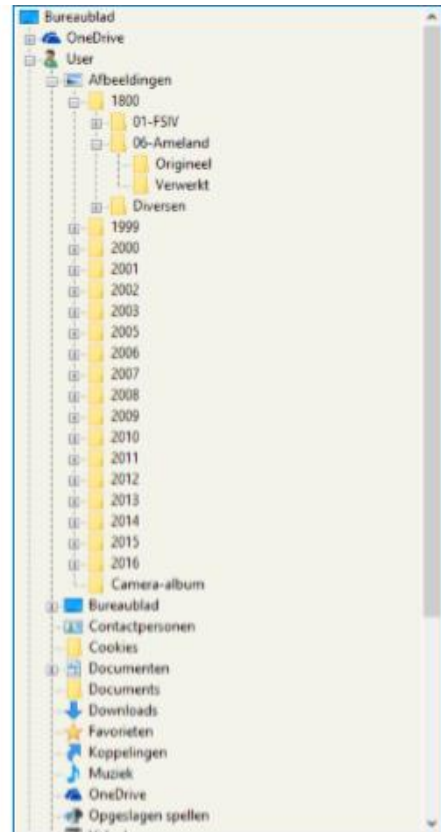 Bureaublad
OneDrive
User
Afbeeldingen
1800
01-FSIV
06-Ameland
Origineel
Verwerkt
Diversen
1999
2000
2001
2002
2003
2005
2006
2007
2008
2009
2010
2011
2012
2013
2014
2015
2016
Camera-album
Bureaublad
Contactpersonen
Cookies
Documenten
Documents
Downloads
Favorieten
Koppelingen
Muziek
OneDrive
Opgeslagen spellen